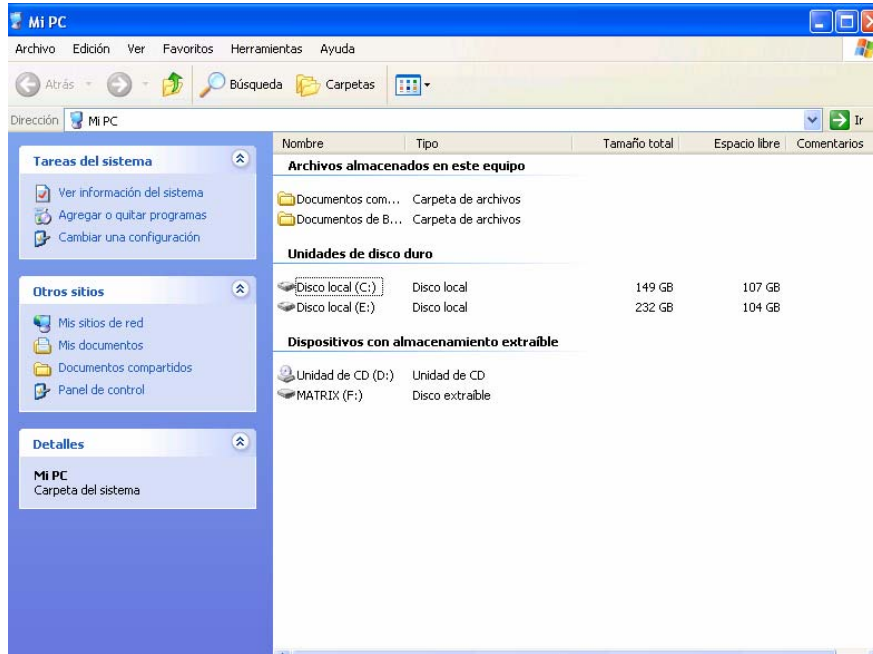 Mi PC
Archivo Edición Ver Favoritos Herramientas Ayuda
Atrás Búsqueda Carpetas
Dirección Mi PC Ir
Tareas del sistema
Ver información del sistema
Agregar o quitar programas
Cambiar una configuración
Otros sitios
Mis sitios de red
Mis documentos
Documentos compartidos
Panel de control
Detalles
Mi PC
Carpeta del sistema
Nombre Tipo Tamaño total Espacio libre Comentarios
Archivos almacenados en este equipo
Documentos com... Carpeta de archivos
Documentos de B... Carpeta de archivos
Unidades de disco duro
Disco local (C:) Disco local 149 GB 107 GB
Disco local (E:) Disco local 232 GB 104 GB
Dispositivos con almacenamiento extraíble
Unidad de CD (D:) Unidad de CD
MATRIX (F:) Disco extraíble